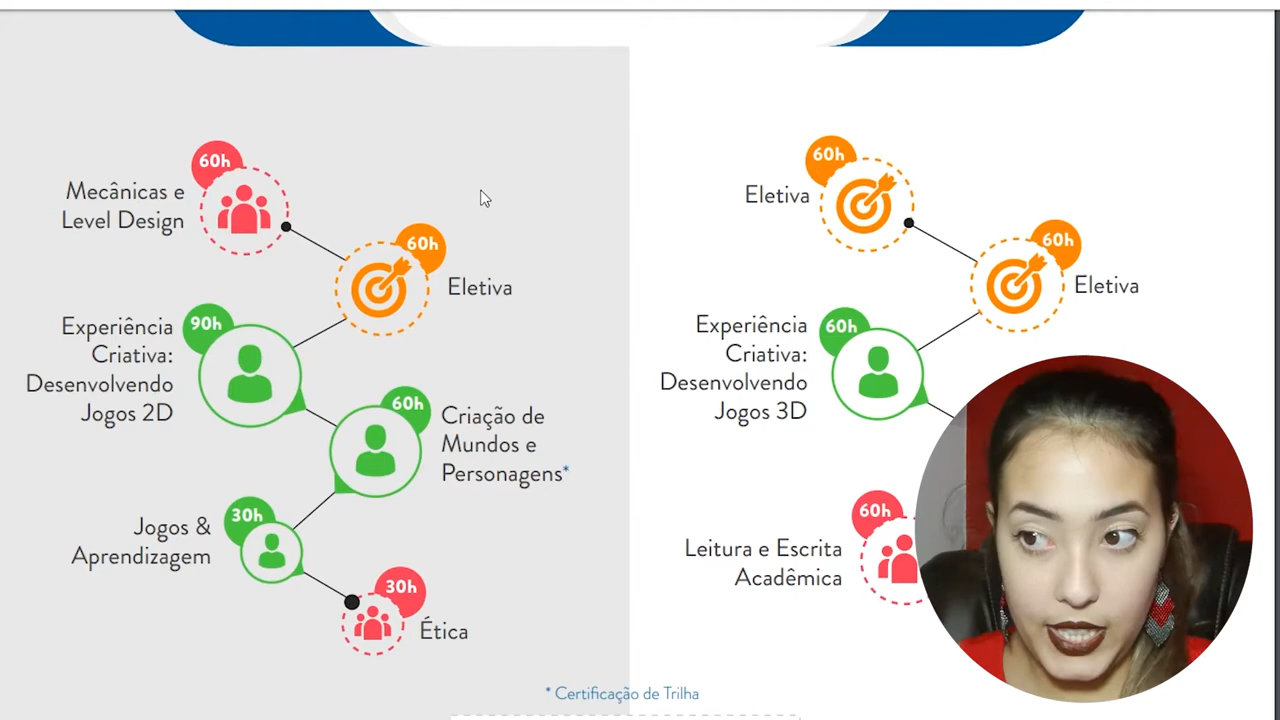 60h
Mecânicas e
Level Design
60h
Eletiva
90h
Experiência
Criativa:
Desenvolvendo
Jogos 2D
60h
Criação de
Mundos e
Personagens*
30h
Jogos &
Aprendizagem
30h
Ética
60h
Eletiva
60h
Eletiva
60h
Experiência
Criativa:
Desenvolvendo
Jogos 3D
60h
Leitura e Escrita
Acadêmica
* Certificação de Trilha